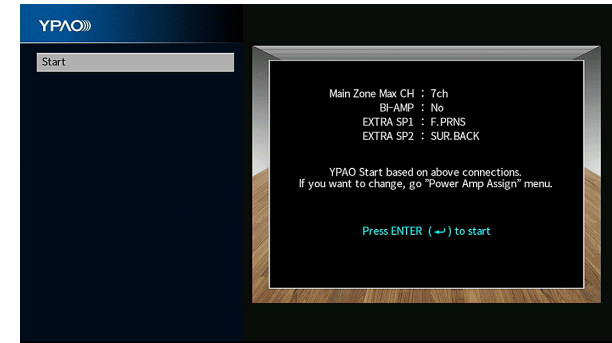 YPAO
Start
Main Zone Max CH : 7ch
BI-AMP : No
EXTRA SP1 : F.PRNS
EXTRA SP2 : SUR.BACK
YPAO Start based on above connections.
If you want to change, go "Power Amp Assign" menu.
Press ENTER (↵) to start